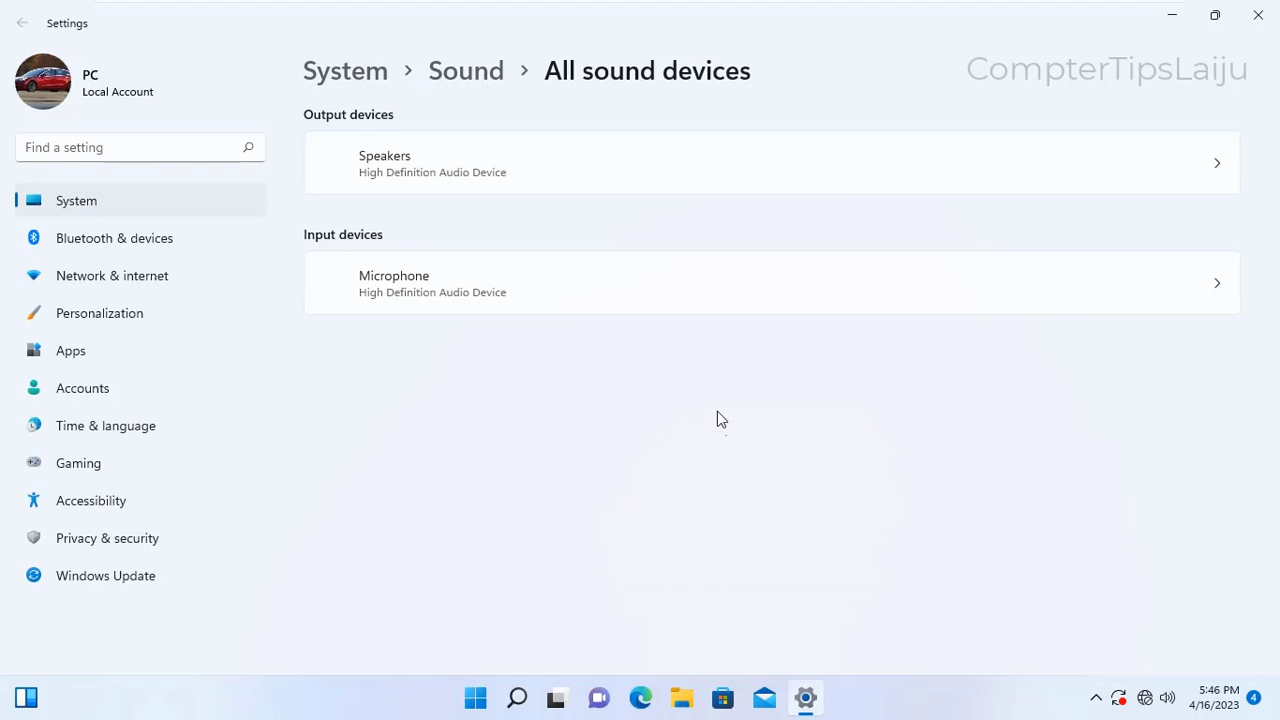 Settings
PC
Local Account
Find a setting
System
Bluetooth & devices
Network & internet
Personalization
Apps
Accounts
Time & language
Gaming
Accessibility
Privacy & security
Windows Update
System > Sound > All sound devices
CompterTipsLaiju
Output devices
Speakers
High Definition Audio Device
Input devices
Microphone
High Definition Audio Device
5:46 PM
4/16/2023
4